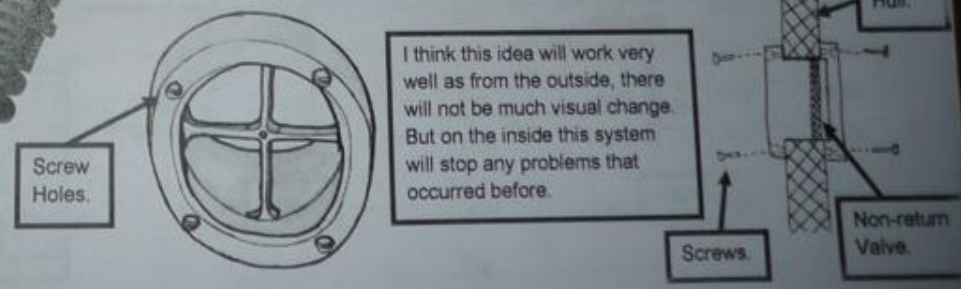 Hull.
I think this idea will work very
well as from the outside, there
will not be much visual change.
But on the inside this system
will stop any problems that
occurred before.
Screw
Holes.
Screws.
Non-return
Valve.